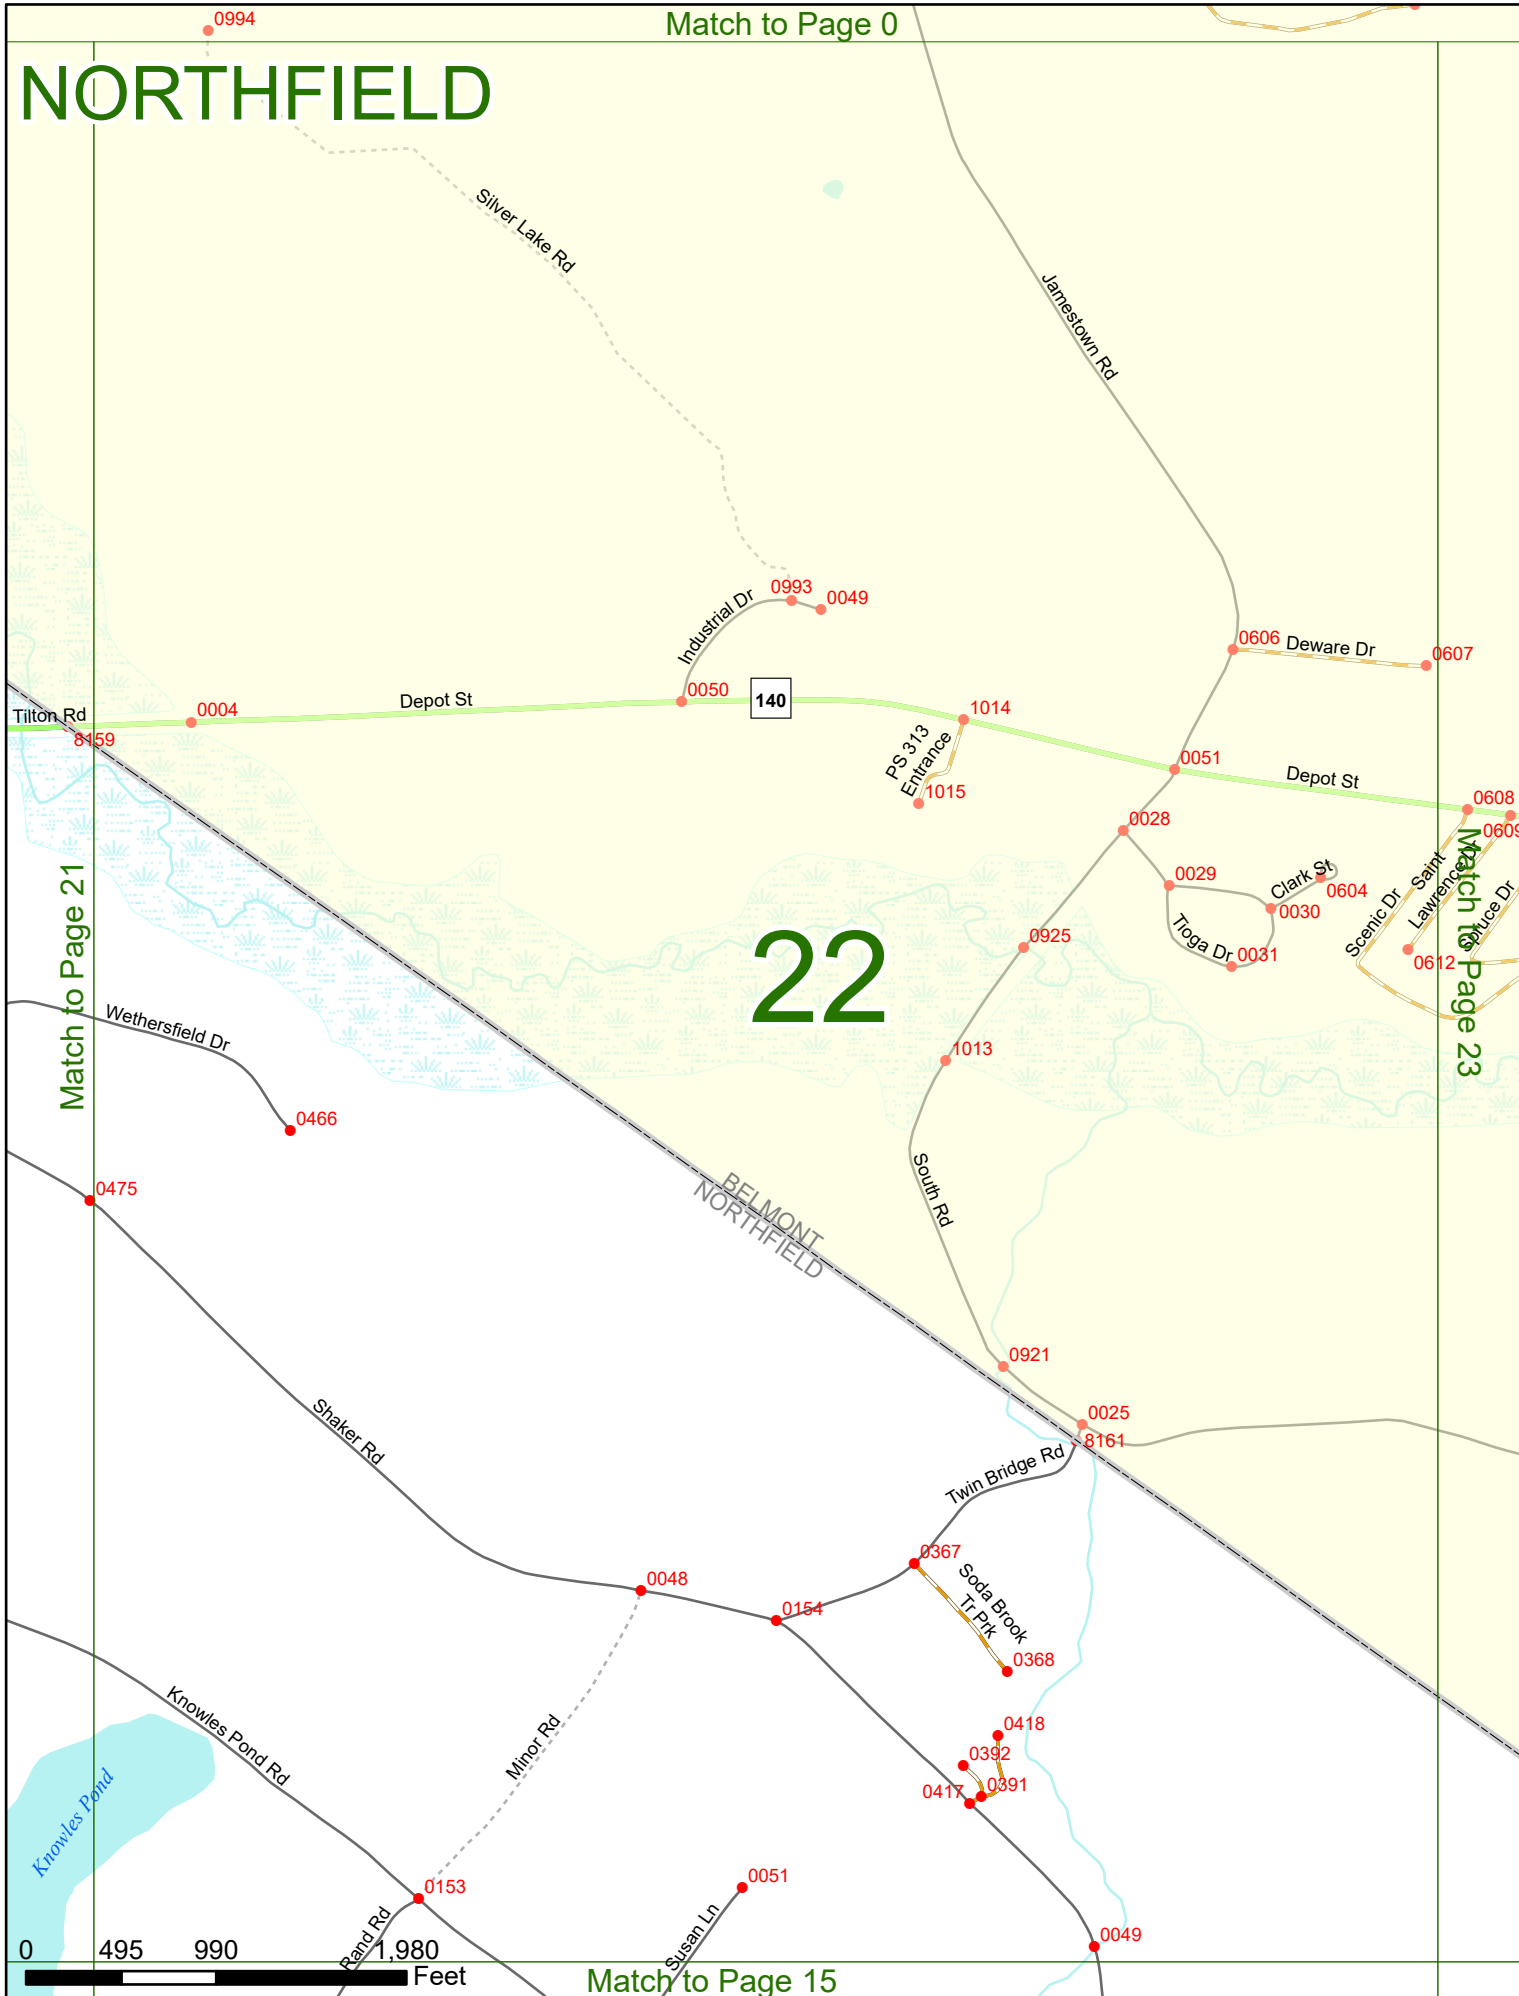 0994
Match to Page 0
NORTHFIELD
Silver Lake Rd
Jamestown Rd
0993
0049
Industrial Dr
0606
Deware Dr
0607
0050
140
Depot St
0004
Tilton Rd
8159
1014
PS 313
Entrance
1015
0051
Depot St
0608
0609
0028
0029
Clark St
0604
0030
Tioga Dr
0031
Scenic Dr
Saint
Lawrence
Spruce Dr
0612
Match to Page 21
Match to Page 23
22
0925
1013
Wethersfield Dr
0466
0475
South Rd
BELMONT
NORTHFIELD
0921
0025
8161
Shaker Rd
Twin Bridge Rd
0367
Soda Brook
Tr Prk
0368
0048
0154
Minor Rd
Knowles Pond Rd
Knowles Pond
0418
0392
0391
0417
0153
0051
Rand Rd
Susan Ln
0049
0 495 990 1,980
Feet
Match to Page 15